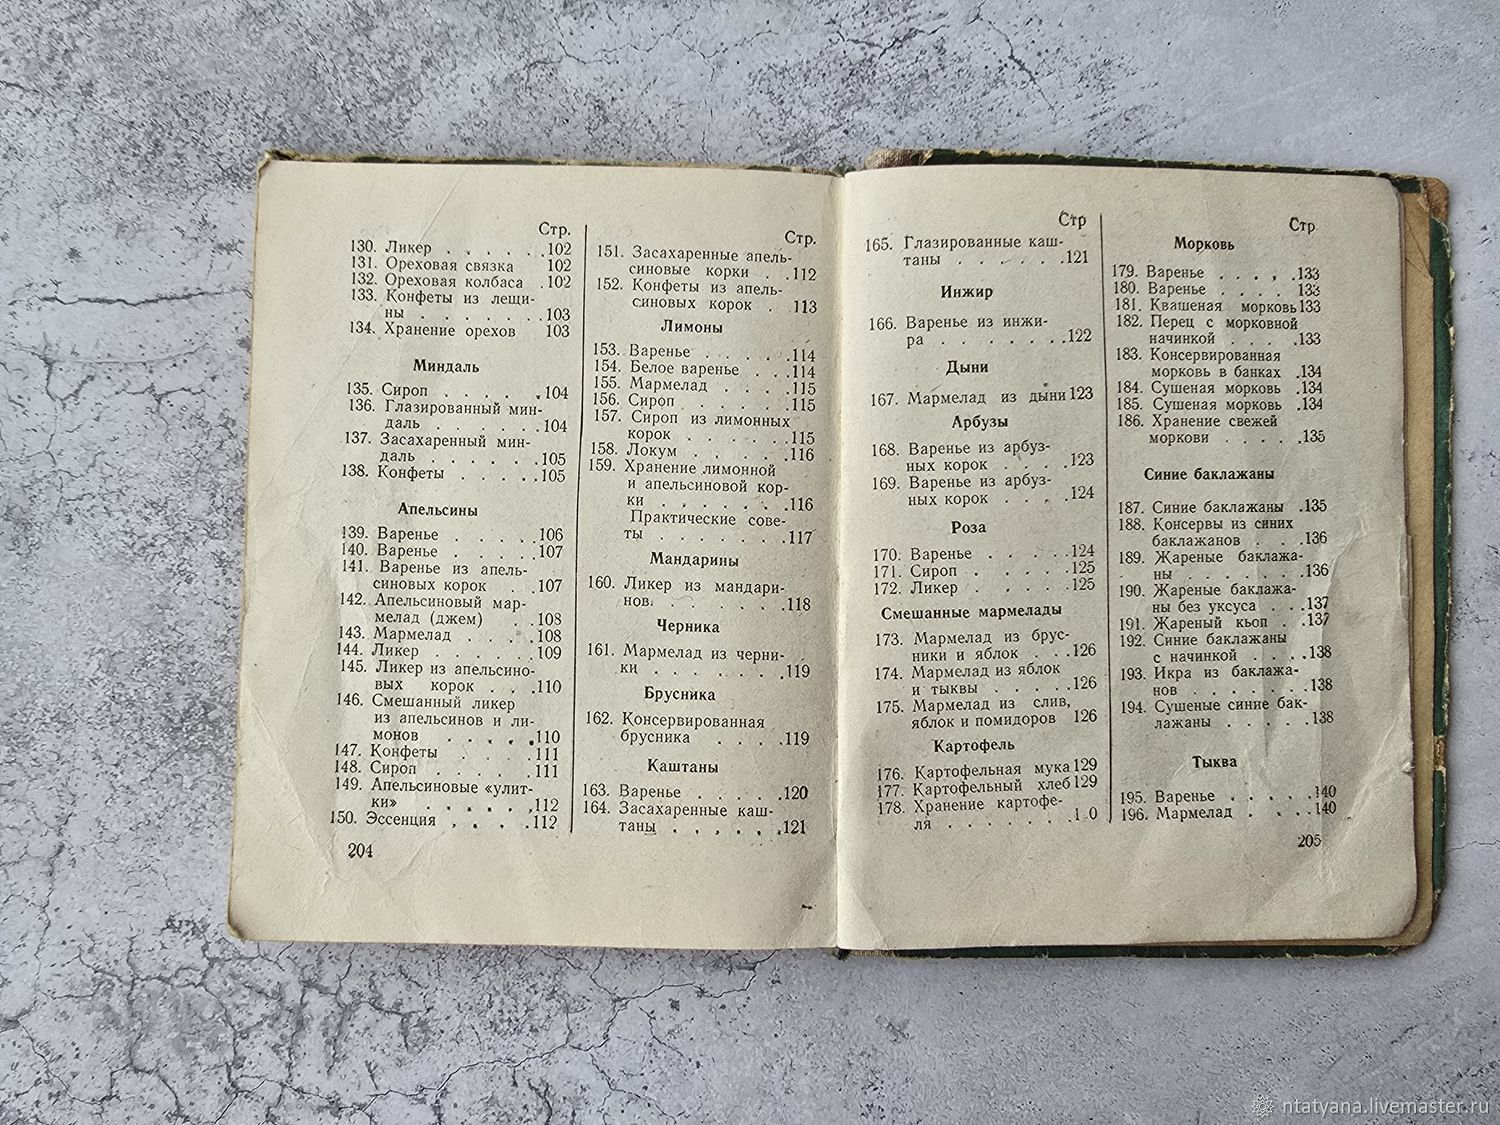 Стр.
130. Ликер . . . . . .102
131. Ореховая связка 102
132. Ореховая колбаса .102
133. Конфеты из лещи-
ны . . . . . . .103
134. Хранение орехов 103
Миндаль
135. Сироп . . . . .104
136. Глазированный мин-
даль . . . . . . .104
137. Засахаренный мин-
даль . . . . . . .105
138. Конфеты . . . . .105
Апельсины
139. Варенье . . . . .106
140. Варенье . . . . .107
141. Варенье из апель-
синовых корок . .107
142. Апельсиновый мар-
мелад (джем) . .108
143. Мармелад . . . .108
144. Ликер . . . . . .109
145. Ликер из апельсино-
вых корок . . .110
146. Смешанный ликер
из апельсинов и ли-
монов . . . . .110
147. Конфеты . . . . .111
148. Сироп . . . . . .111
149. Апельсиновые «улит-
ки» . . . . . .112
150. Эссенция . . . .112
204
Стр.
151. Засахаренные апель-
синовые корки . .112
152. Конфеты из апель-
синовых корок . 113
Лимоны
153. Варенье . . . . .114
154. Белое варенье . . .114
155. Мармелад . . . .115
156. Сироп . . . . . .115
157. Сироп из лимонных
корок . . . . . .115
158. Локум . . . . . .116
159. Хранение лимонной
и апельсиновой кор-
ки . . . . . . .116
Практические сове-
ты . . . . . . .117
Мандарины
160. Ликер из мандари-
нов . . . . . .118
Черника
161. Мармелад из черни-
ки . . . . . . .119
Брусника
162. Консервированная
брусника . . . .119
Каштаны
163. Варенье . . . . .120
164. Засахаренные каш-
таны . . . . . .121
Стр
165. Глазированные каш-
таны . . . . . .121
Инжир
166. Варенье из инжи-
ра . . . . . . .122
Дыни
167. Мармелад из дыни 123
Арбузы
168. Варенье из арбуз-
ных корок . . . .123
169. Варенье из арбуз-
ных корок . . . .124
Роза
170. Варенье . . . . .124
171. Сироп . . . . . .125
172. Ликер . . . . . .125
Смешанные мармелады
173. Мармелад из брус-
ники и яблок . . .126
174. Мармелад из яблок
и тыквы . . . . .126
175. Мармелад из слив,
яблок и помидоров 126
Картофель
176. Картофельная мука 129
177. Картофельный хлеб 129
178. Хранение картофе-
ля . . . . . . .1 0
Стр
Морковь
179. Варенье . . . . .133
180. Варенье . . . . 133
181. Квашеная морковь 133
182. Перец с морковной
начинкой . . . .133
183. Консервированная
морковь в банках .134
184. Сушеная морковь .134
185. Сушеная морковь .134
186. Хранение свежей
моркови . . . . .135
Синие баклажаны
187. Синие баклажаны .135
188. Консервы из синих
баклажанов . . .136
189. Жареные баклажа-
ны . . . . . . .136
190. Жареные баклажа-
ны без уксуса . . .137
191. Жареный кьоп . .137
192. Синие баклажаны
с начинкой . . . .138
193. Икра из баклажа-
нов . . . . . . .138
194. Сушеные синие бак-
лажаны . . . . .138
Тыква
195. Варенье . . . . .140
196. Мармелад . . . .140
205
ntatyana.livemaster.ru